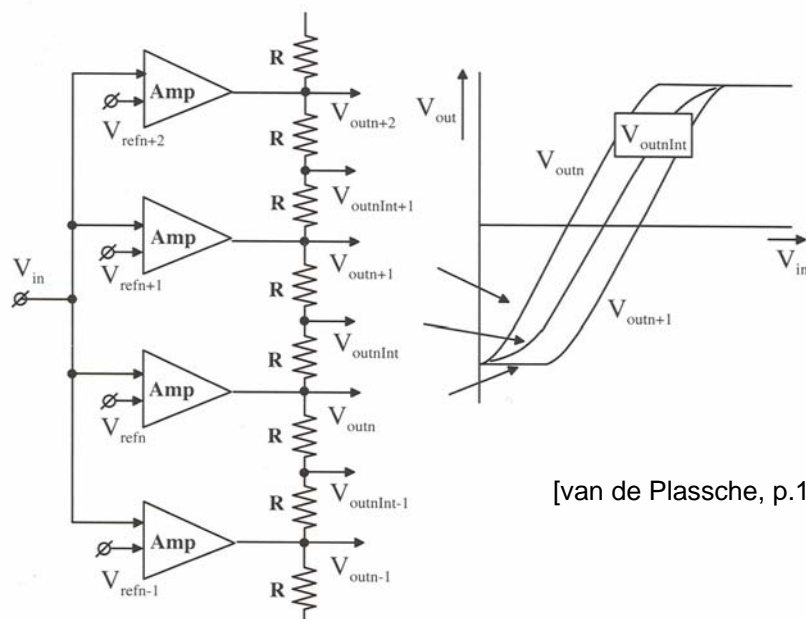 R
Amp
V_refn+2
V_outn+2
R
V_outnInt+1
R
Amp
V_refn+1
V_outn+1
V_in
R
V_outnInt
R
Amp
V_refn
V_outn
R
V_outnInt-1
R
Amp
V_refn-1
V_outn-1
R
V_out
V_outn
V_outnInt
V_in
V_outn+1
[van de Plassche, p.1